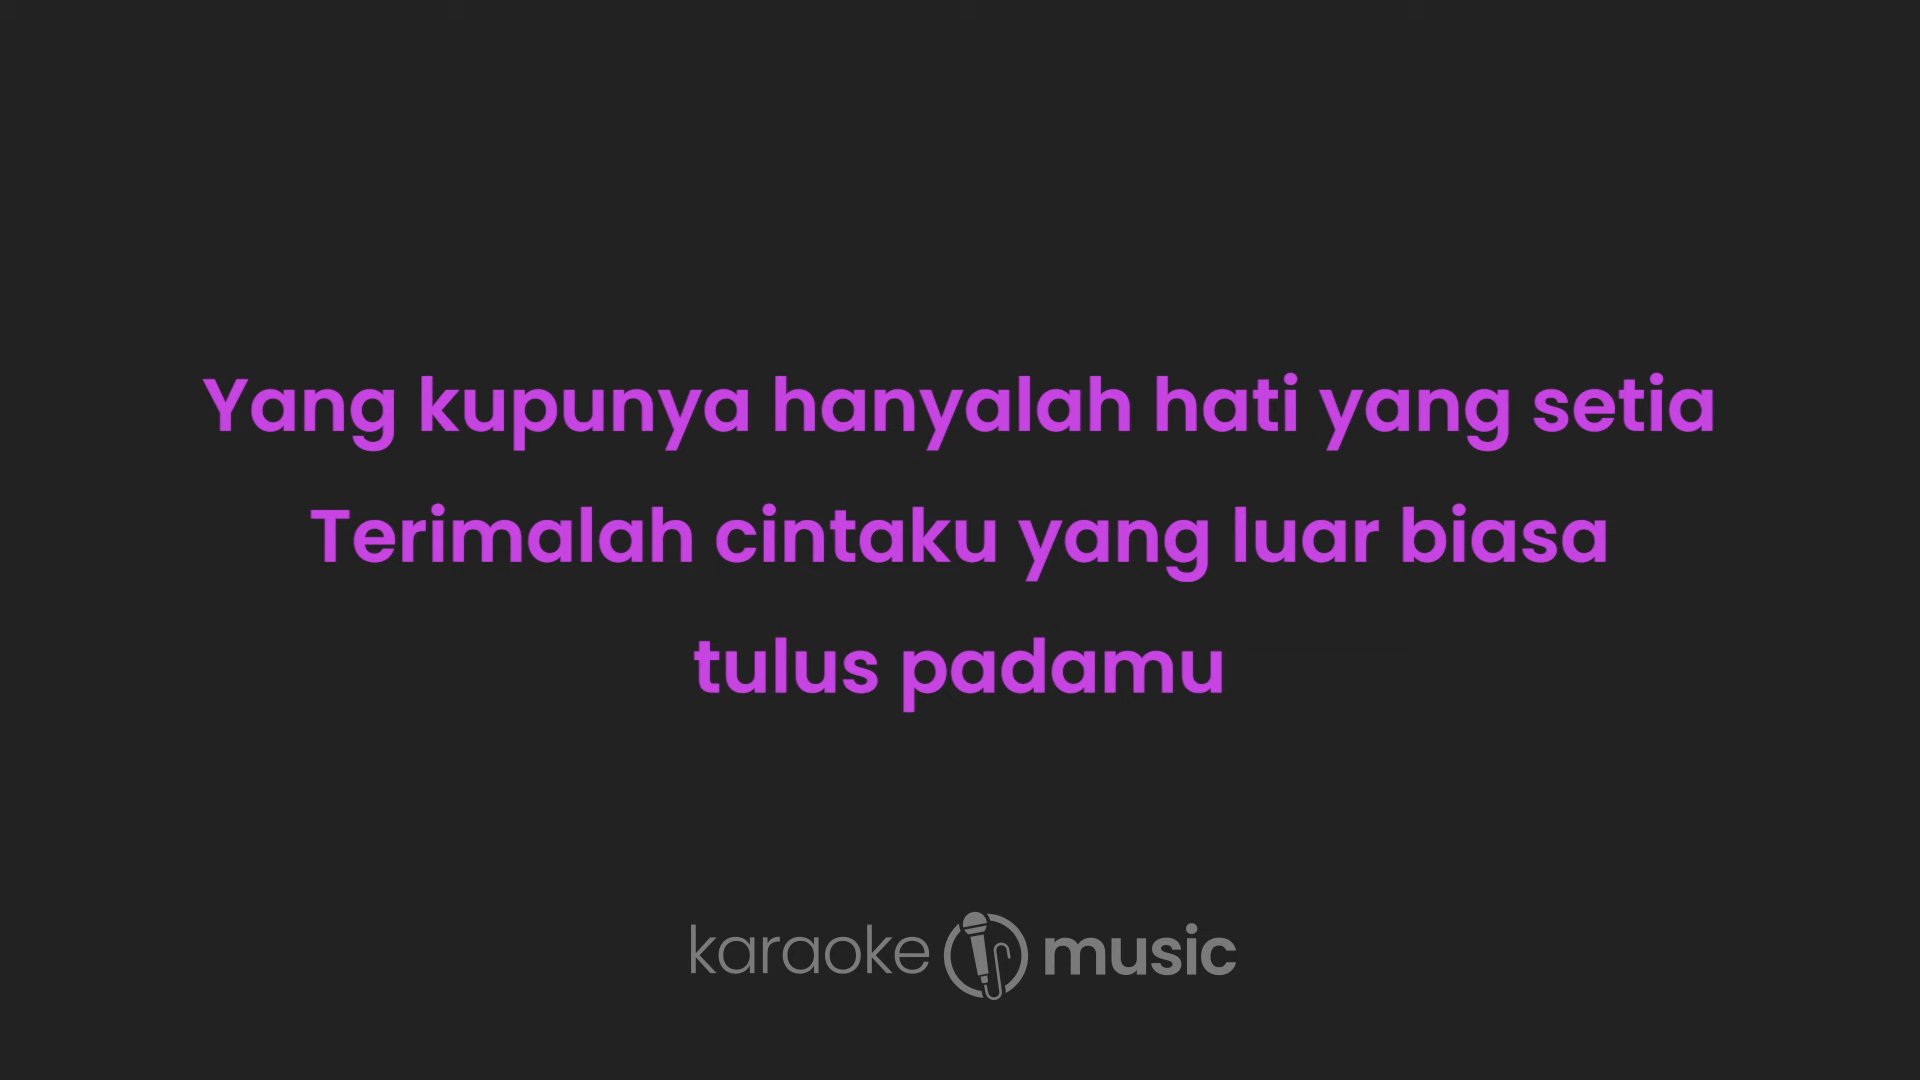 Yang kupunya hanyalah hati yang setia
Terimalah cintaku yang luar biasa
tulus padamu
karaoke music